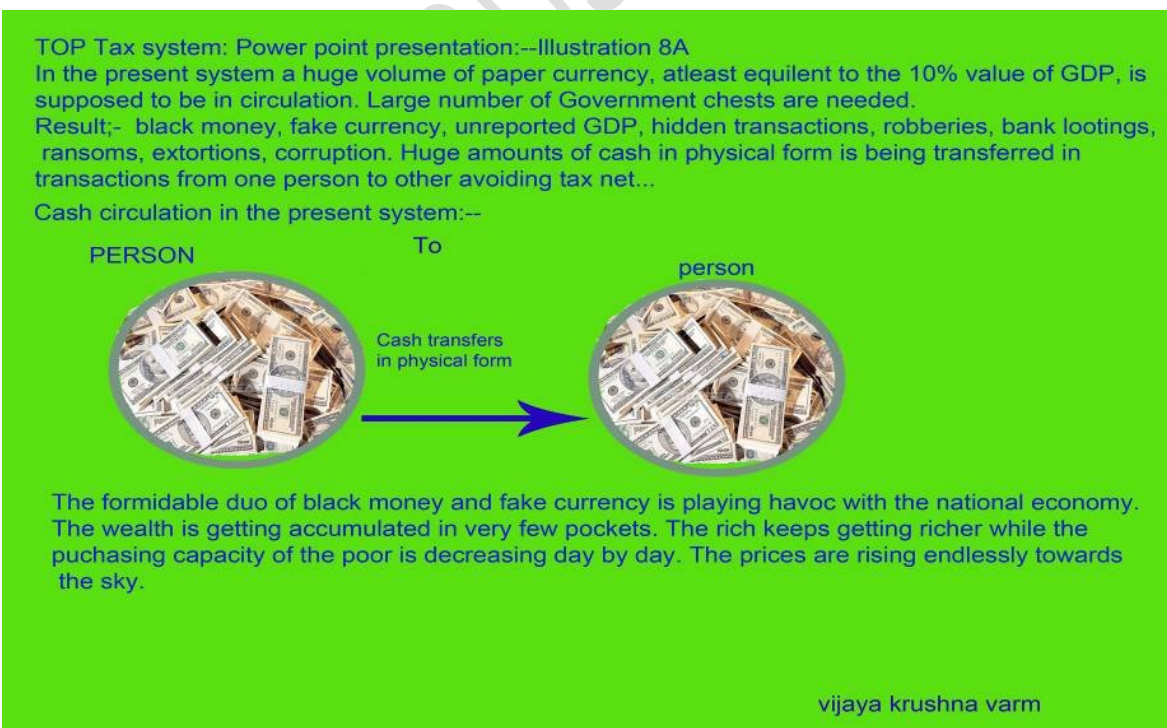 TOP Tax system: Power point presentation:--Illustration 8A
In the present system a huge volume of paper currency, atleast equilent to the 10% value of GDP, is
supposed to be in circulation. Large number of Government chests are needed.
Result;- black money, fake currency, unreported GDP, hidden transactions, robberies, bank lootings,
ransoms, extortions, corruption. Huge amounts of cash in physical form is being transferred in
transactions from one person to other avoiding tax net...
Cash circulation in the present system:--
PERSON
To
person
Cash transfers
in physical form
The formidable duo of black money and fake currency is playing havoc with the national economy.
The wealth is getting accumulated in very few pockets. The rich keeps getting richer while the
puchasing capacity of the poor is decreasing day by day. The prices are rising endlessly towards
the sky.
vijaya krushna varm